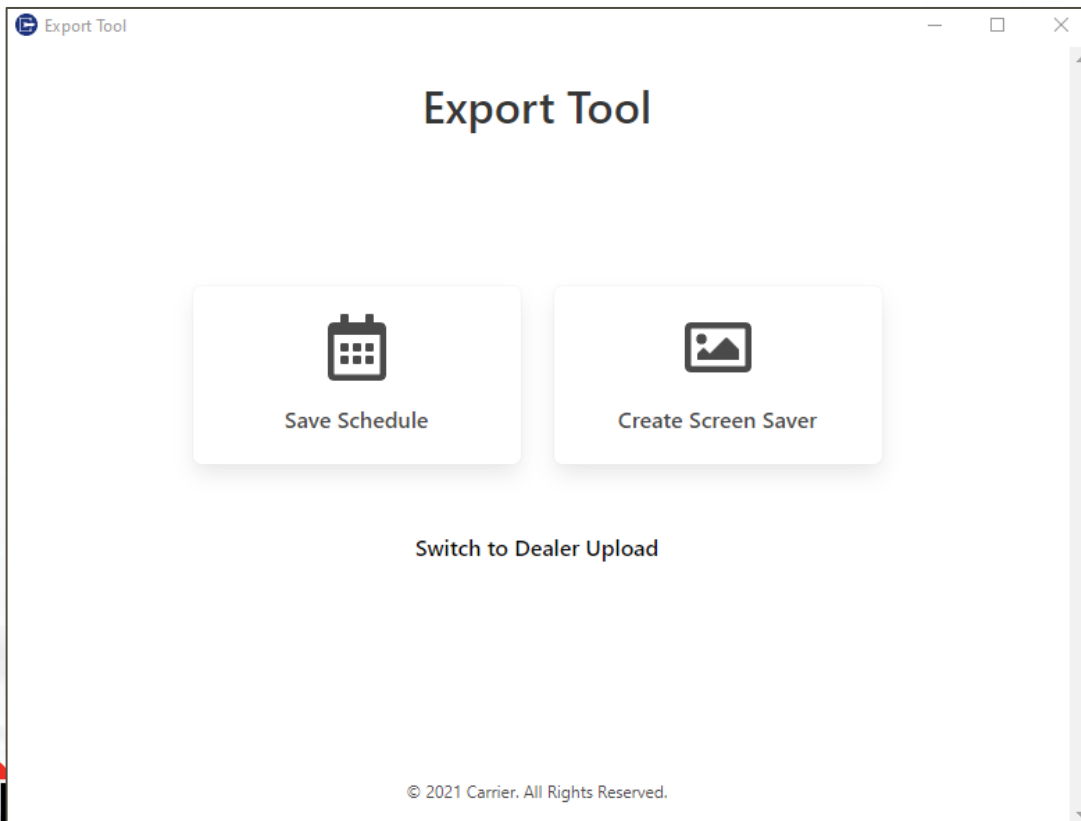 Export Tool
Export Tool
Save Schedule
Create Screen Saver
Switch to Dealer Upload
© 2021 Carrier. All Rights Reserved.